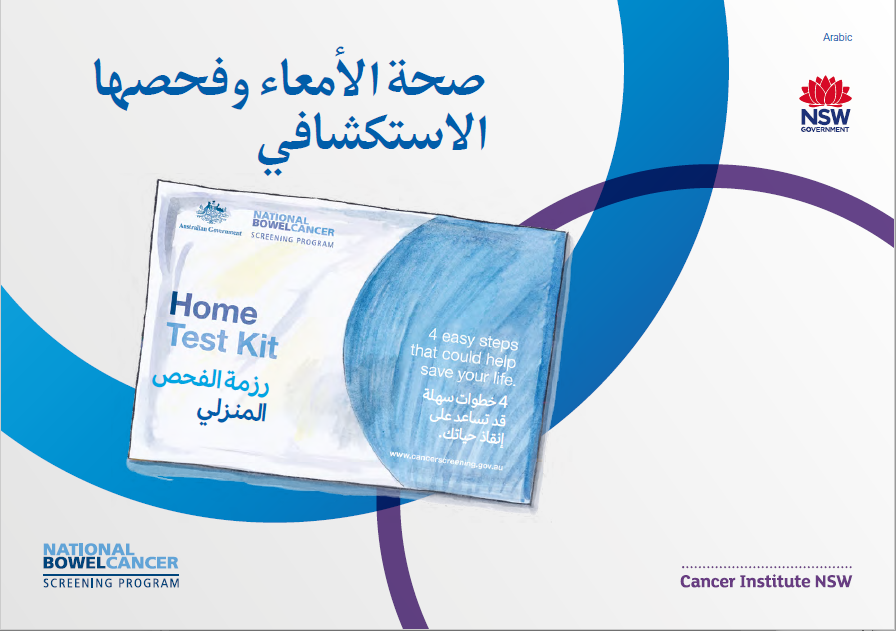 Arabic
صحة الأمعاء وفحصها
الاستكشافي
NSW
GOVERNMENT
Australian Government
NATIONAL
BOWELCANCER
SCREENING PROGRAM
Home
Test Kit
رزمة الفحص
المنزلي
4 easy steps
that could help
save your life.
4 خطوات سهلة
قد تساعد على
إنقاذ حياتك.
www.cancerscreening.gov.au
NATIONAL
BOWELCANCER
SCREENING PROGRAM
Cancer Institute NSW